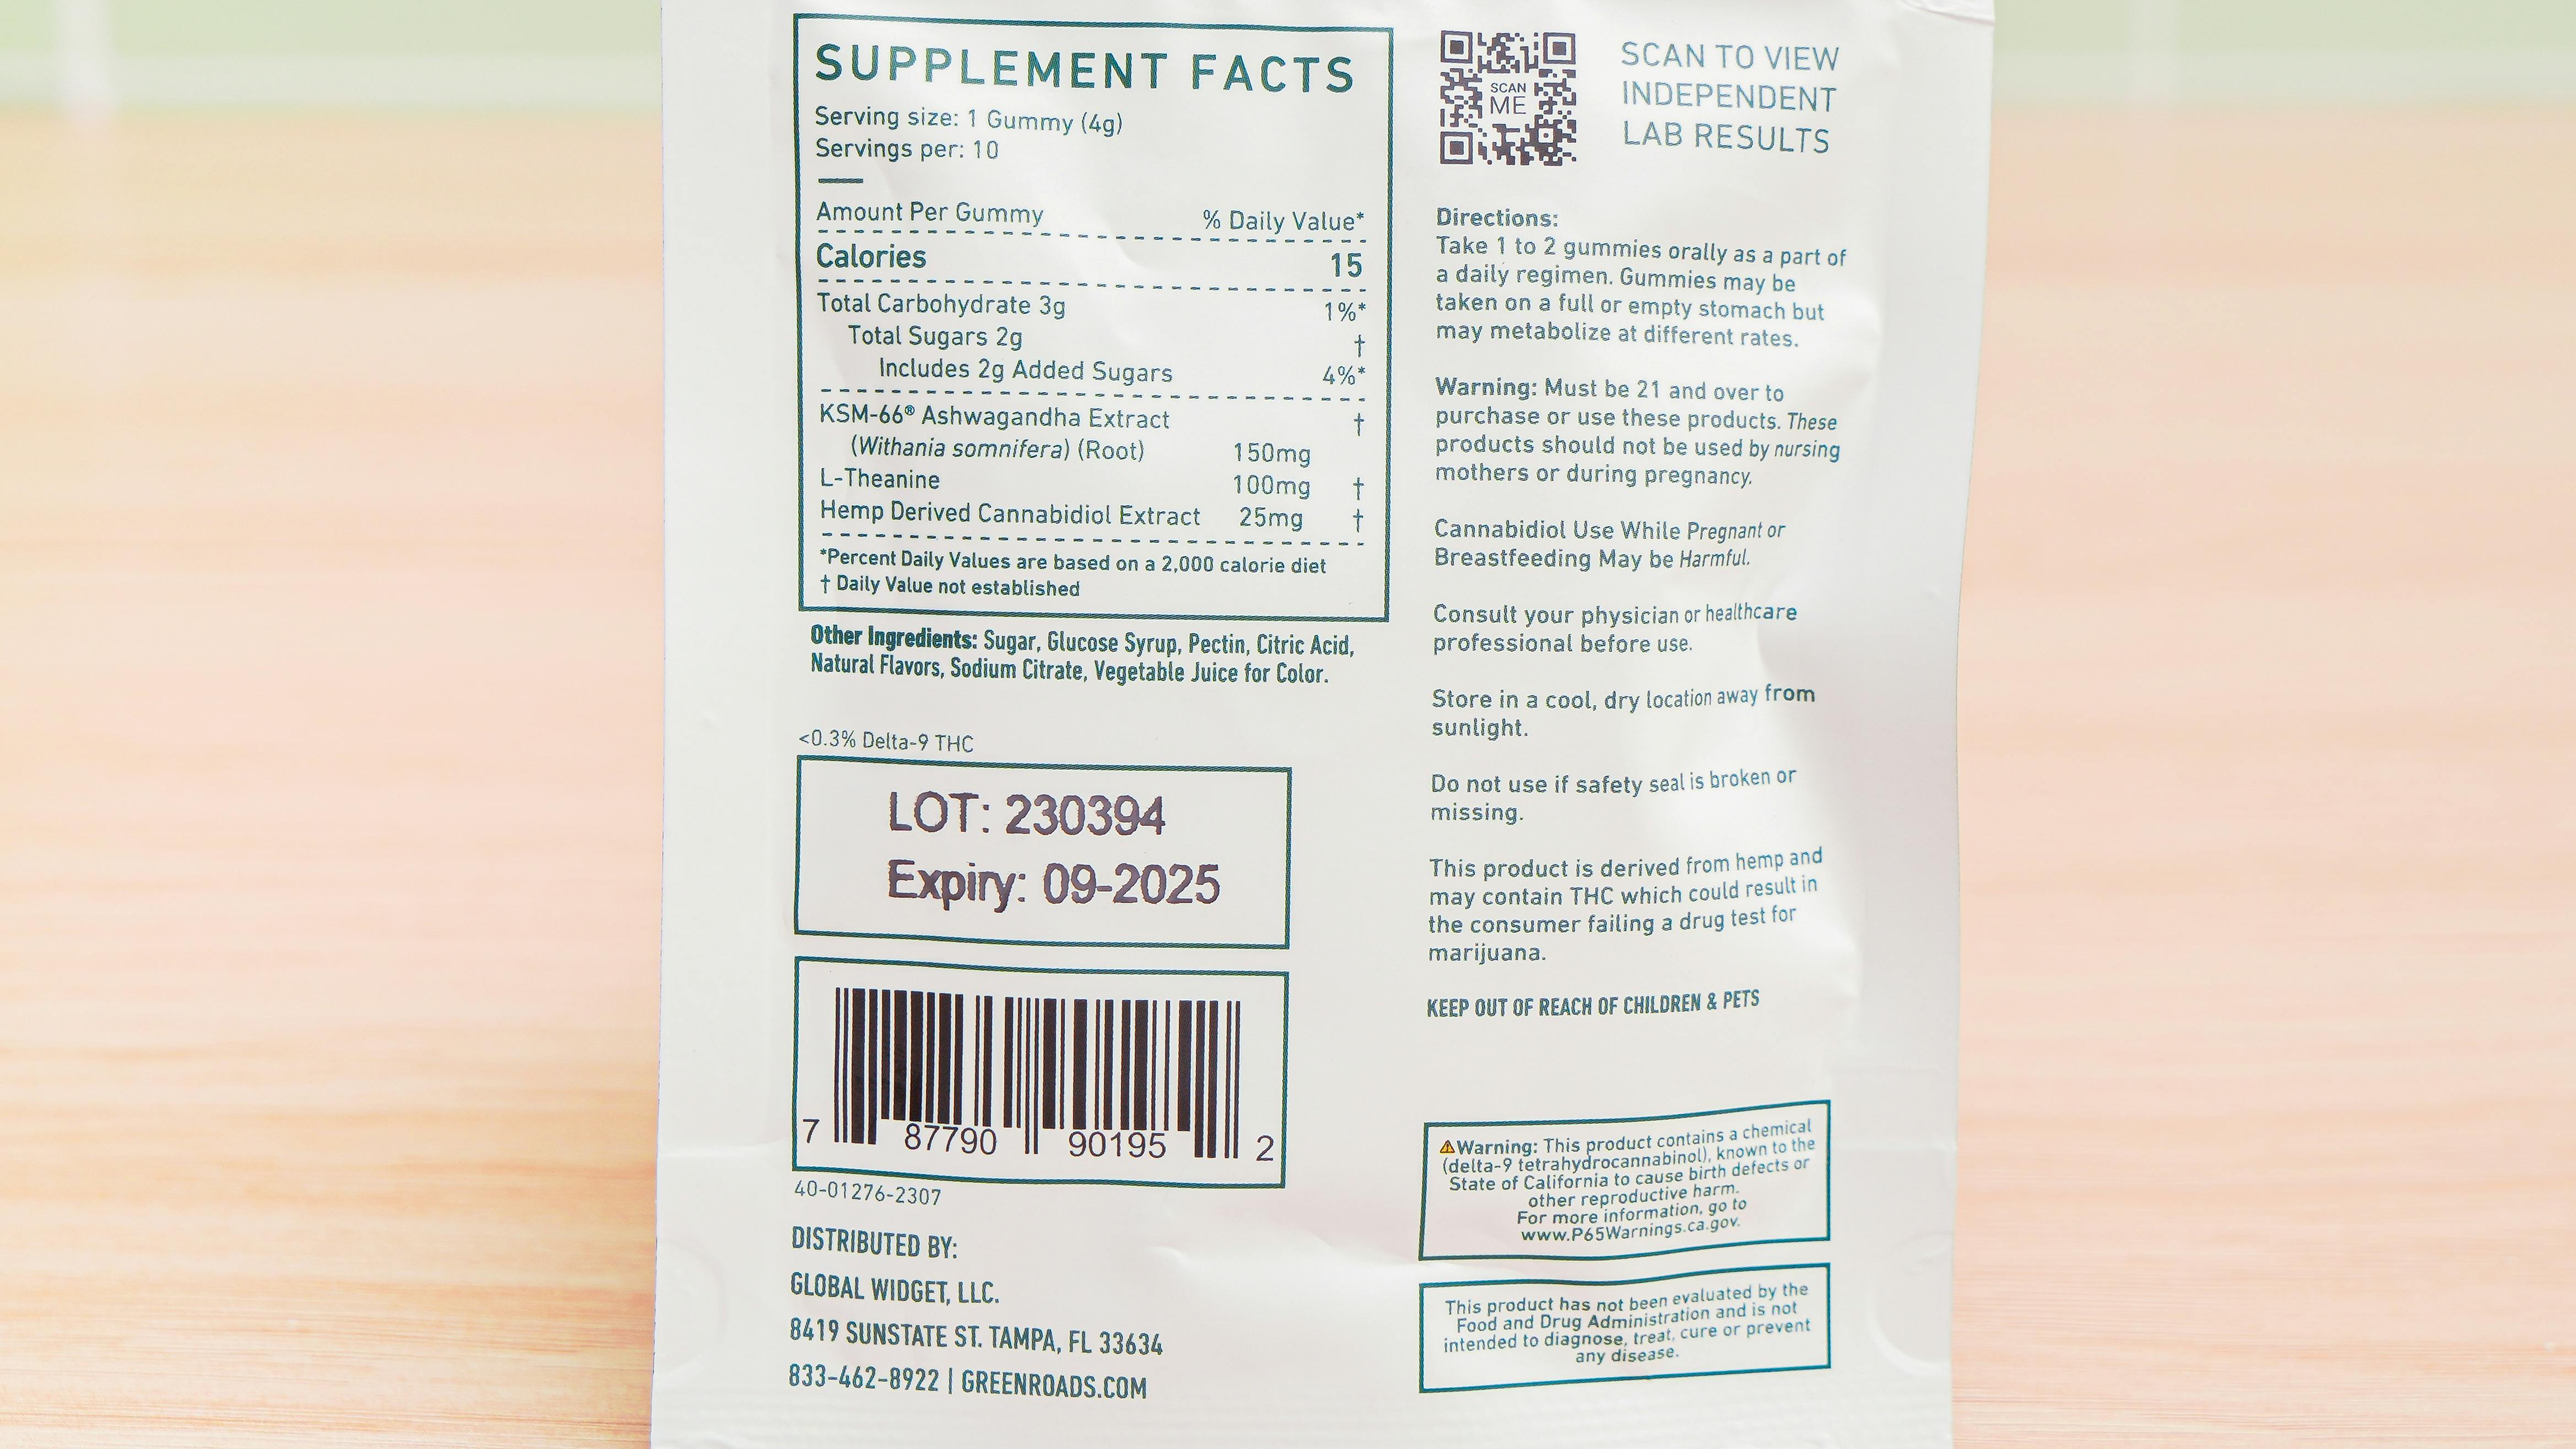 SUPPLEMENT FACTS
Serving size: 1 Gummy (4g)
Servings per: 10
Amount Per Gummy % Daily Value*
Calories 15
Total Carbohydrate 3g 1%*
Total Sugars 2g †
Includes 2g Added Sugars 4%*
KSM-66® Ashwagandha Extract †
(Withania somnifera) (Root) 150mg
L-Theanine 100mg †
Hemp Derived Cannabidiol Extract 25mg †
*Percent Daily Values are based on a 2,000 calorie diet
† Daily Value not established
Other Ingredients: Sugar, Glucose Syrup, Pectin, Citric Acid,
Natural Flavors, Sodium Citrate, Vegetable Juice for Color.
<0.3% Delta-9 THC
LOT: 230394
Expiry: 09-2025
7 87790 90195 2
40-01276-2307
DISTRIBUTED BY:
GLOBAL WIDGET, LLC.
8419 SUNSTATE ST. TAMPA, FL 33634
833-462-8922 | GREENROADS.COM
SCAN
ME
SCAN TO VIEW
INDEPENDENT
LAB RESULTS
Directions:
Take 1 to 2 gummies orally as a part of
a daily regimen. Gummies may be
taken on a full or empty stomach but
may metabolize at different rates.
Warning: Must be 21 and over to
purchase or use these products. These
products should not be used by nursing
mothers or during pregnancy.
Cannabidiol Use While Pregnant or
Breastfeeding May be Harmful.
Consult your physician or healthcare
professional before use.
Store in a cool, dry location away from
sunlight.
Do not use if safety seal is broken or
missing.
This product is derived from hemp and
may contain THC which could result in
the consumer failing a drug test for
marijuana.
KEEP OUT OF REACH OF CHILDREN & PETS
⚠Warning: This product contains a chemical
(delta-9 tetrahydrocannabinol), known to the
State of California to cause birth defects or
other reproductive harm.
For more information, go to
www.P65Warnings.ca.gov.
This product has not been evaluated by the
Food and Drug Administration and is not
intended to diagnose, treat, cure or prevent
any disease.